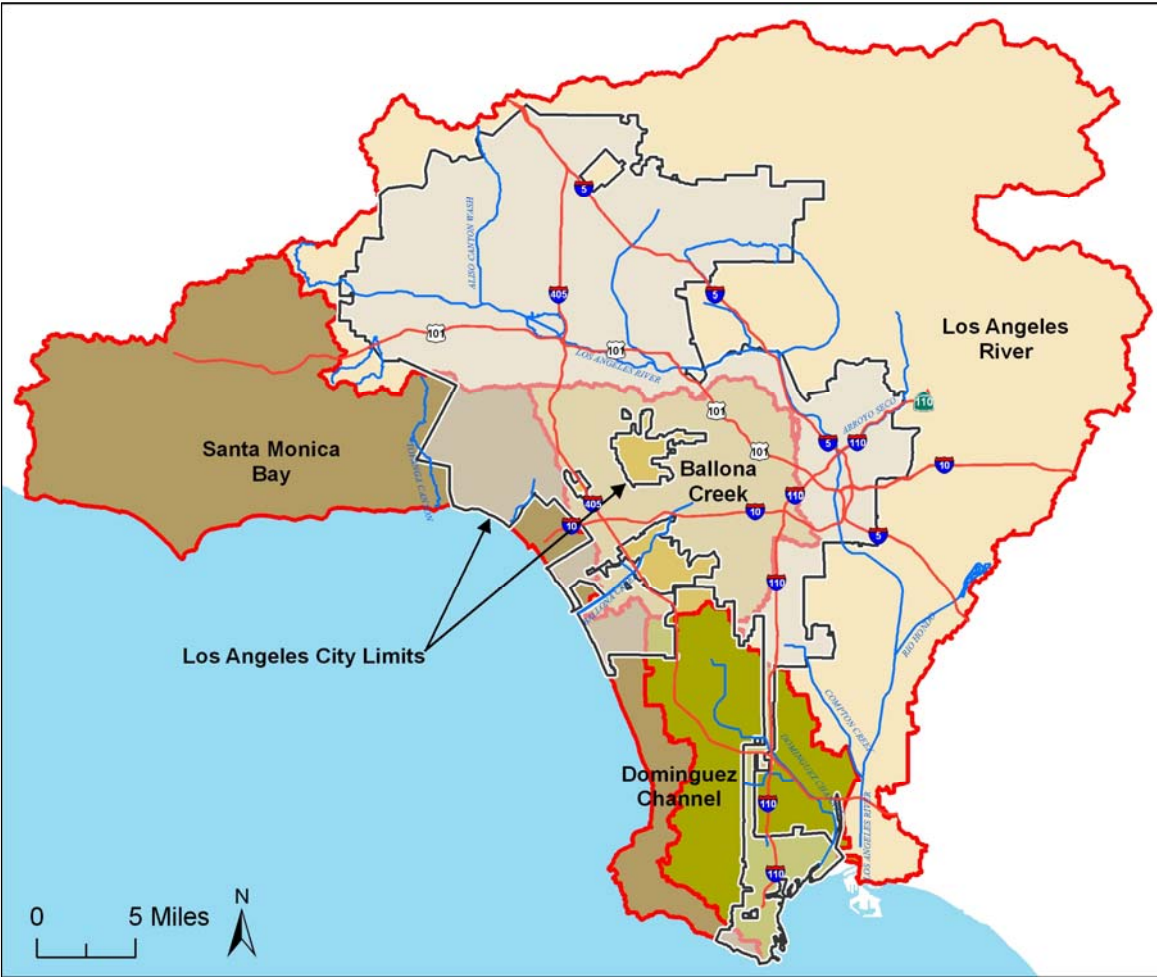 5
ALISO CANYON WASH
405
5
101
Los Angeles
River
101
LOS ANGELES RIVER
110
101
ARROYO SECO
5
110
Santa Monica
Bay
101
10
Ballona
Creek
TOPANGA CANYON
110
405
10
10
5
110
Los Angeles City Limits
RIO HONDO
COMPTON CREEK
DOMINGUEZ
Dominguez
Channel
110
LOS ANGELES RIVER
110
0
5 Miles
N